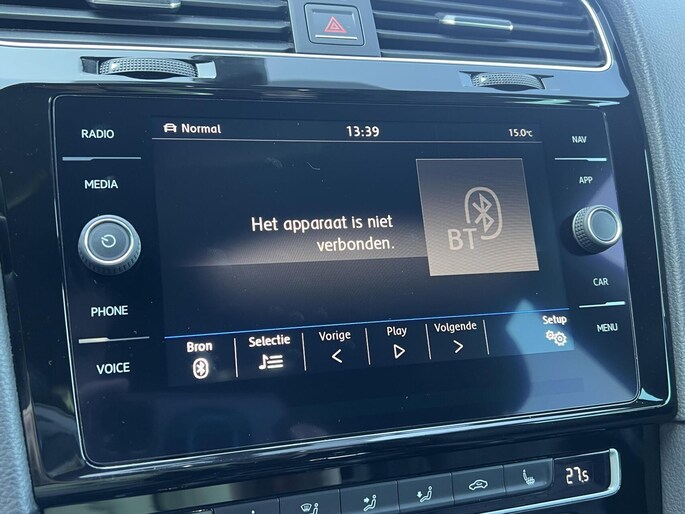 RADIO
MEDIA
PHONE
VOICE
Normal 13:39 15.0°C
Het apparaat is niet
verbonden.
BT
Bron Selectie Vorige Play Volgende Setup
NAV
APP
CAR
MENU
27.5